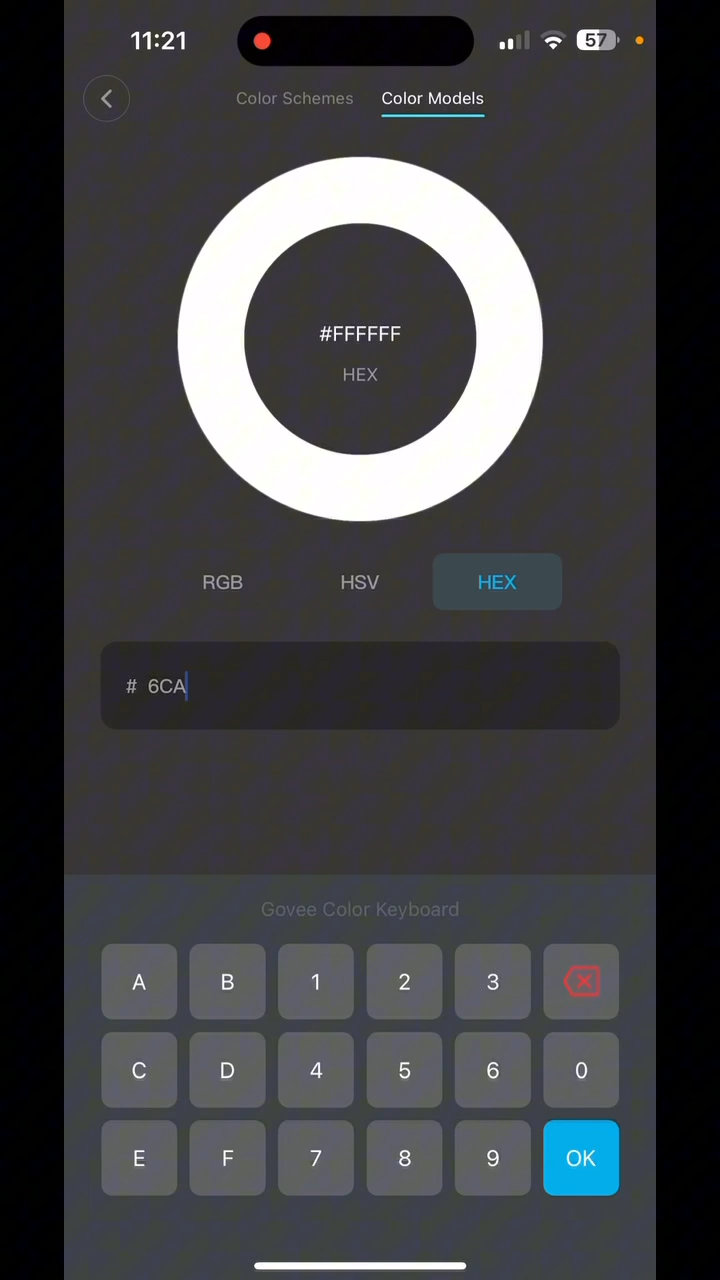 11:21
57
Color Schemes Color Models
#FFFFFF
HEX
RGB HSV HEX
# 6CA
Govee Color Keyboard
A B 1 2 3
C D 4 5 6 0
E F 7 8 9 OK